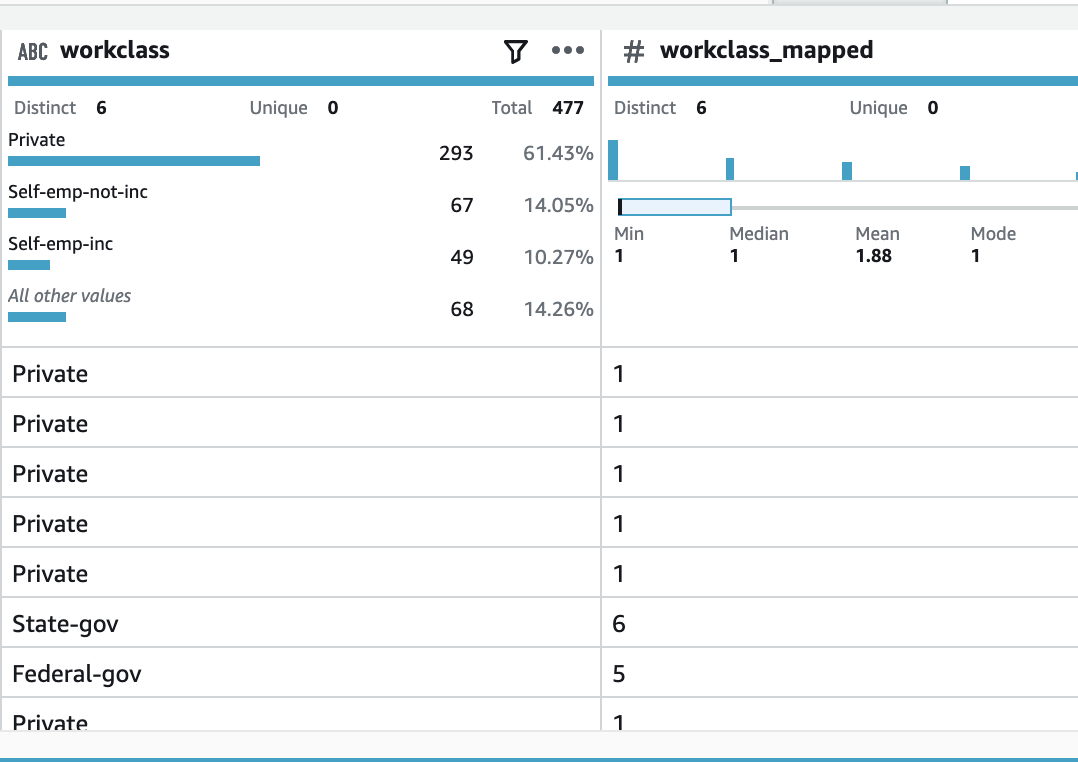 ABC workclass
# workclass_mapped
Distinct 6 Unique 0 Total 477
Distinct 6 Unique 0
Private 293 61.43%
Self-emp-not-inc 67 14.05%
Self-emp-inc 49 10.27%
All other values 68 14.26%
Min Median Mean Mode
1 1 1.88 1
Private 1
Private 1
Private 1
Private 1
Private 1
State-gov 6
Federal-gov 5
Private 1